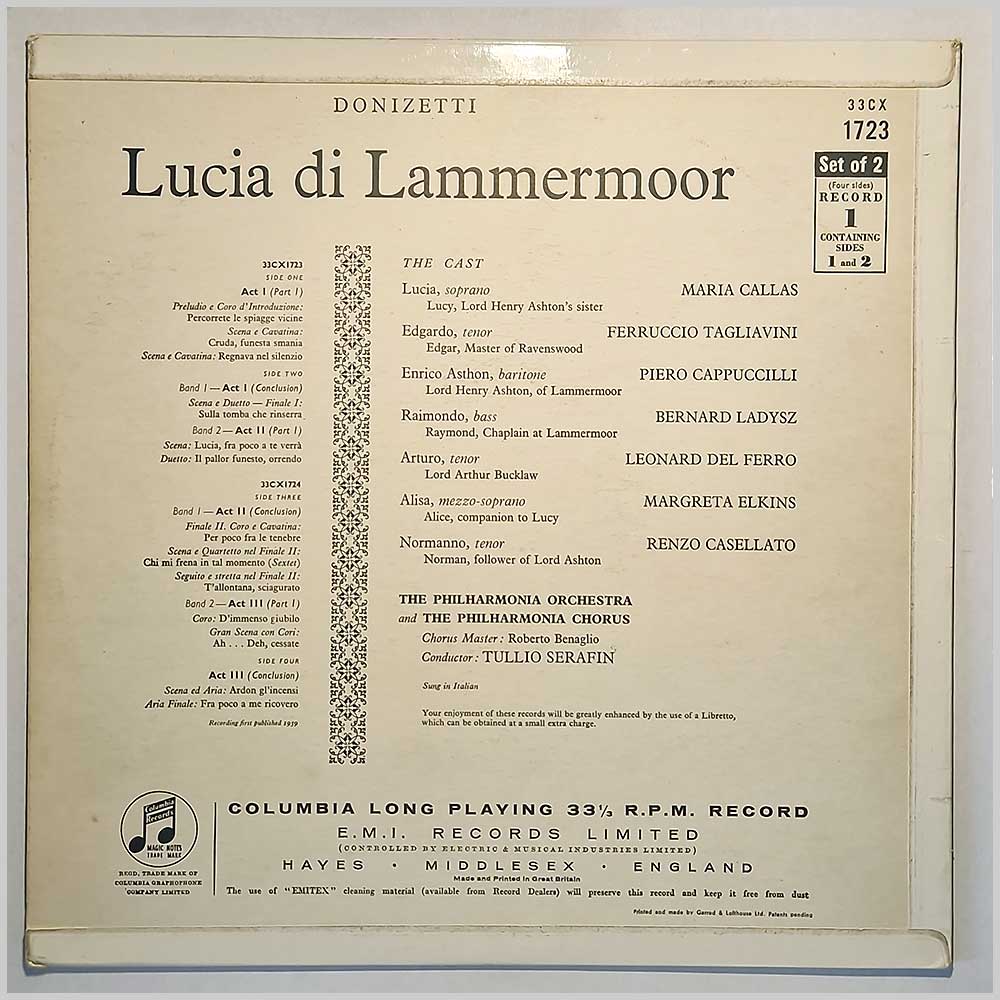 DONIZETTI
Lucia di Lammermoor
33CX
1723
Set of 2
(Four sides)
RECORD
1
CONTAINING
SIDES
1 and 2
33CX1723
SIDE ONE
Act I (Part 1)
Preludio e Coro d'Introduzione:
Percorrete le spiagge vicine
Scena e Cavatina:
Cruda, funesta smania
Scena e Cavatina: Regnava nel silenzio
SIDE TWO
Band 1—Act I (Conclusion)
Scena e Duetto—Finale I:
Sulla tomba che rinserra
Band 2—Act II (Part 1)
Scena: Lucia, fra poco a te verrà
Duetto: Il pallor funesto, orrendo
33CX1724
SIDE THREE
Band 1—Act II (Conclusion)
Finale II. Coro e Cavatina:
Per poco fra le tenebre
Scena e Quartetto nel Finale II:
Chi mi frena in tal momento (Sextet)
Seguito e stretta nel Finale II:
T'allontana, sciagurato
Band 2—Act III (Part 1)
Coro: D'immenso giubilo
Gran Scena con Cori:
Ah . . . Deh, cessate
SIDE FOUR
Act III (Conclusion)
Scena ed Aria: Ardon gl'incensi
Aria Finale: Fra poco a me ricovero
Recording first published 1959
THE CAST
Lucia, soprano MARIA CALLAS
Lucy, Lord Henry Ashton's sister
Edgardo, tenor FERRUCCIO TAGLIAVINI
Edgar, Master of Ravenswood
Enrico Asthon, baritone PIERO CAPPUCCILLI
Lord Henry Ashton, of Lammermoor
Raimondo, bass BERNARD LADYSZ
Raymond, Chaplain at Lammermoor
Arturo, tenor LEONARD DEL FERRO
Lord Arthur Bucklaw
Alisa, mezzo-soprano MARGRETA ELKINS
Alice, companion to Lucy
Normanno, tenor RENZO CASELLATO
Norman, follower of Lord Ashton
THE PHILHARMONIA ORCHESTRA
and THE PHILHARMONIA CHORUS
Chorus Master: Roberto Benaglio
Conductor: TULLIO SERAFIN
Sung in Italian
Your enjoyment of these records will be greatly enhanced by the use of a Libretto,
which can be obtained at a small extra charge.
Columbia
Records
MAGIC NOTES
TRADE MARK
REGD. TRADE MARK OF
COLUMBIA GRAPHOPHONE
COMPANY LIMITED
COLUMBIA LONG PLAYING 33⅓ R.P.M. RECORD
E.M.I. RECORDS LIMITED
(CONTROLLED BY ELECTRIC & MUSICAL INDUSTRIES LIMITED)
HAYES · MIDDLESEX · ENGLAND
Made and Printed in Great Britain
The use of "EMITEX" cleaning material (available from Record Dealers) will preserve this record and keep it free from dust
Printed and made by Garrod & Lofthouse Ltd. Patents pending